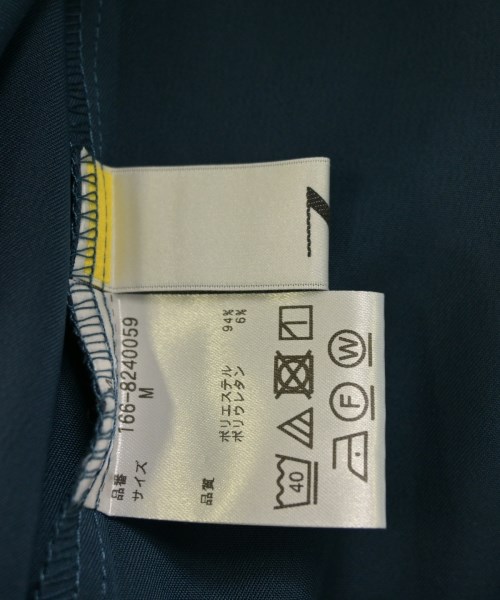 品番 166-8240059
サイズ M
品質 ポリエステル 94%
ポリウレタン 6%
40
F W